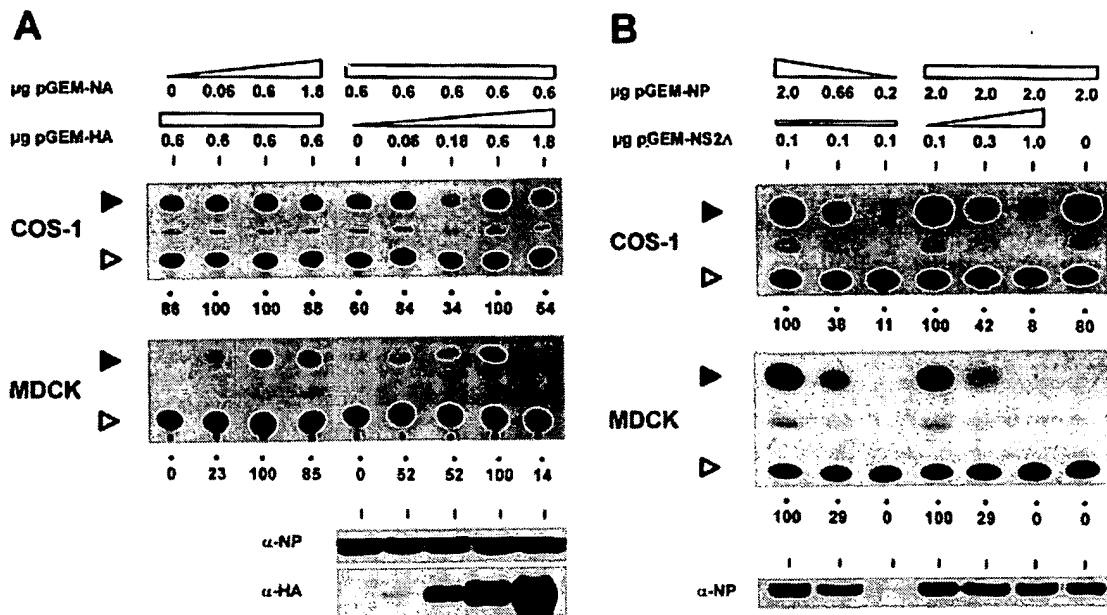 A
µg pGEM-NA 0 0.06 0.6 1.8 0.6 0.6 0.6 0.6 0.6
µg pGEM-HA 0.6 0.6 0.6 0.6 0 0.06 0.18 0.6 1.8
COS-1
86 100 100 88 60 84 34 100 54
MDCK
0 23 100 85 0 52 52 100 14
α-NP
α-HA
B
µg pGEM-NP 2.0 0.66 0.2 2.0 2.0 2.0 2.0
µg pGEM-NS2Λ 0.1 0.1 0.1 0.1 0.3 1.0 0
COS-1
100 38 11 100 42 8 80
MDCK
100 29 0 100 29 0 0
α-NP